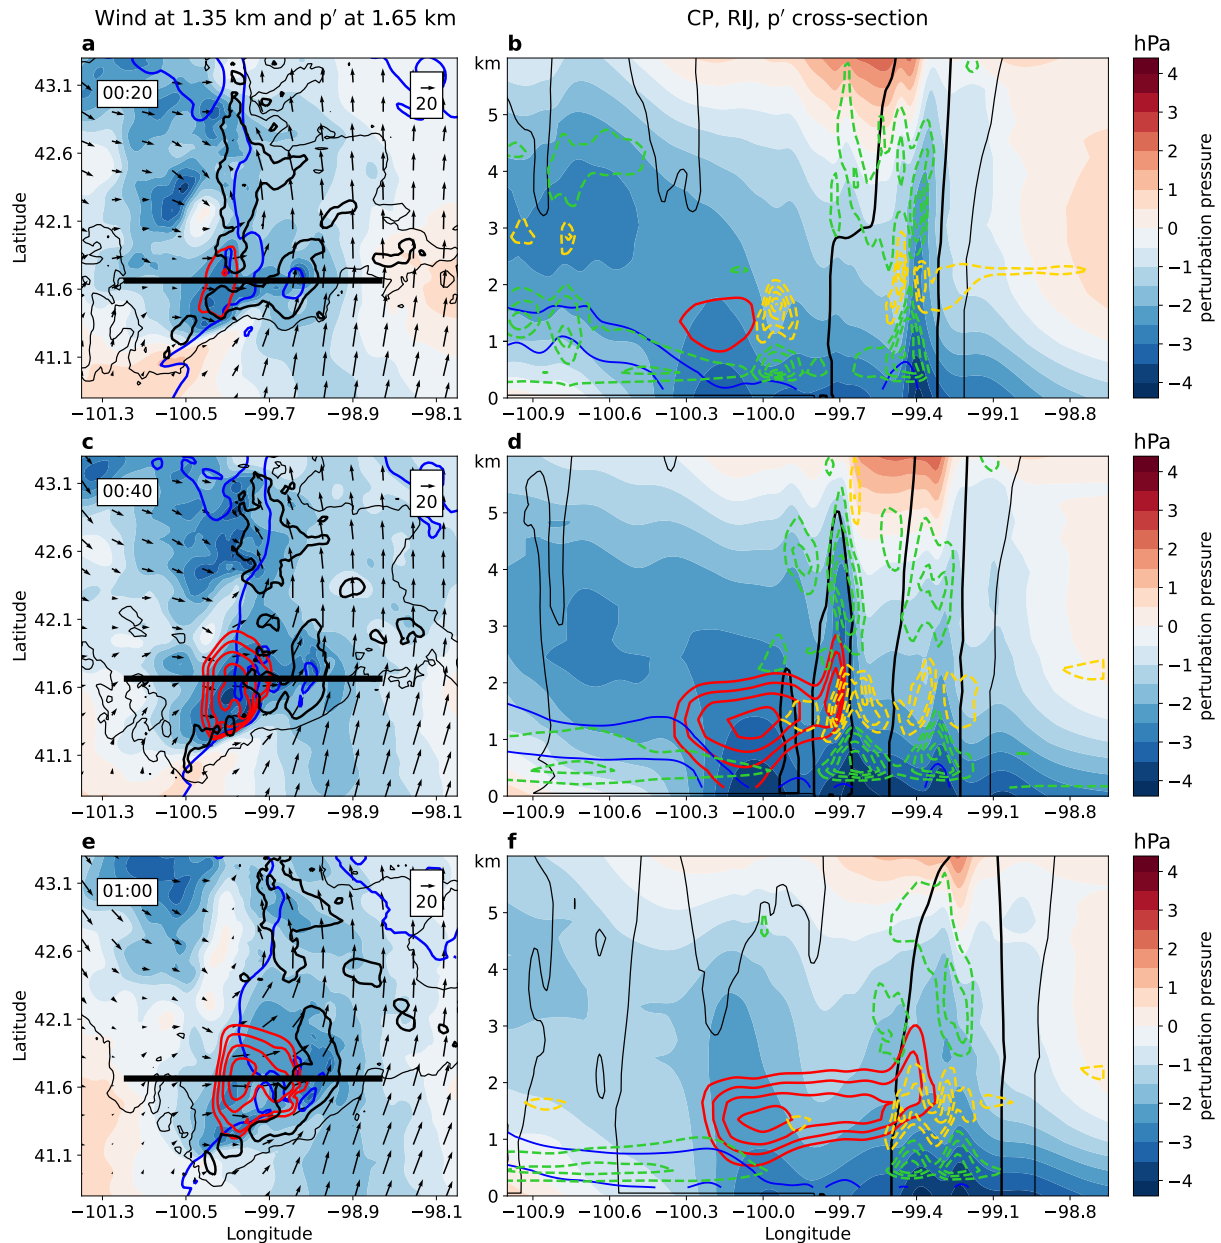 Wind at 1.35 km and p′ at 1.65 km
CP, RIJ, p′ cross-section
a
00:20
20
43.1
42.6
42.1
41.6
41.1
Latitude
−101.3 −100.5 −99.7 −98.9 −98.1
b
km
5
4
3
2
1
0
−100.9 −100.6 −100.3 −100.0 −99.7 −99.4 −99.1 −98.8
hPa
4
3
2
1
0
−1
−2
−3
−4
perturbation pressure
c
00:40
20
43.1
42.6
42.1
41.6
41.1
Latitude
−101.3 −100.5 −99.7 −98.9 −98.1
d
km
5
4
3
2
1
0
−100.9 −100.6 −100.3 −100.0 −99.7 −99.4 −99.1 −98.8
hPa
4
3
2
1
0
−1
−2
−3
−4
perturbation pressure
e
01:00
20
43.1
42.6
42.1
41.6
41.1
Latitude
−101.3 −100.5 −99.7 −98.9 −98.1
Longitude
f
km
5
4
3
2
1
0
−100.9 −100.6 −100.3 −100.0 −99.7 −99.4 −99.1 −98.8
Longitude
hPa
4
3
2
1
0
−1
−2
−3
−4
perturbation pressure